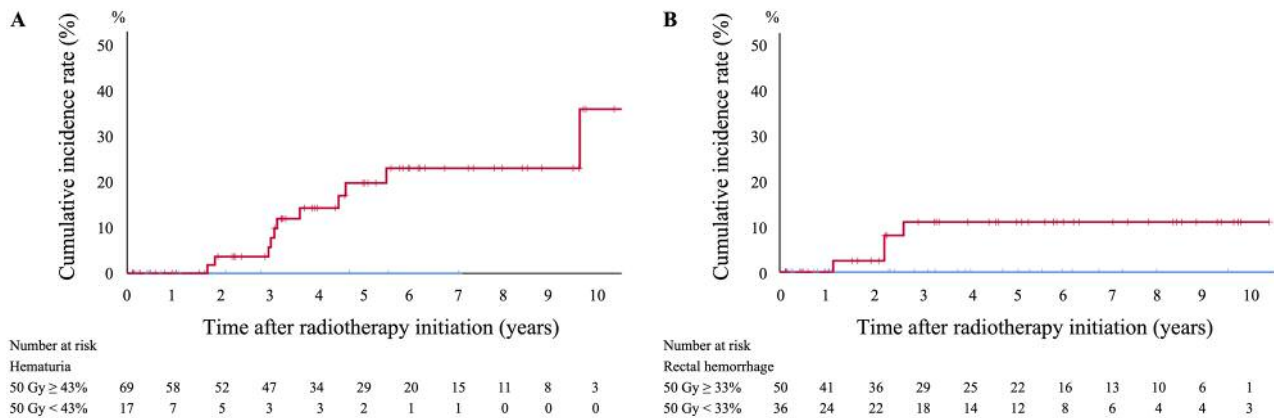 A
%
Cumulative incidence rate (%)
50
40
30
20
10
0
0 1 2 3 4 5 6 7 8 9 10
Time after radiotherapy initiation (years)
Number at risk
Hematuria
50 Gy ≥ 43% 69 58 52 47 34 29 20 15 11 8 3
50 Gy < 43% 17 7 5 3 3 2 1 1 0 0 0
B
%
Cumulative incidence rate (%)
50
40
30
20
10
0
0 1 2 3 4 5 6 7 8 9 10
Time after radiotherapy initiation (years)
Number at risk
Rectal hemorrhage
50 Gy ≥ 33% 50 41 36 29 25 22 16 13 10 6 1
50 Gy < 33% 36 24 22 18 14 12 8 6 4 4 3